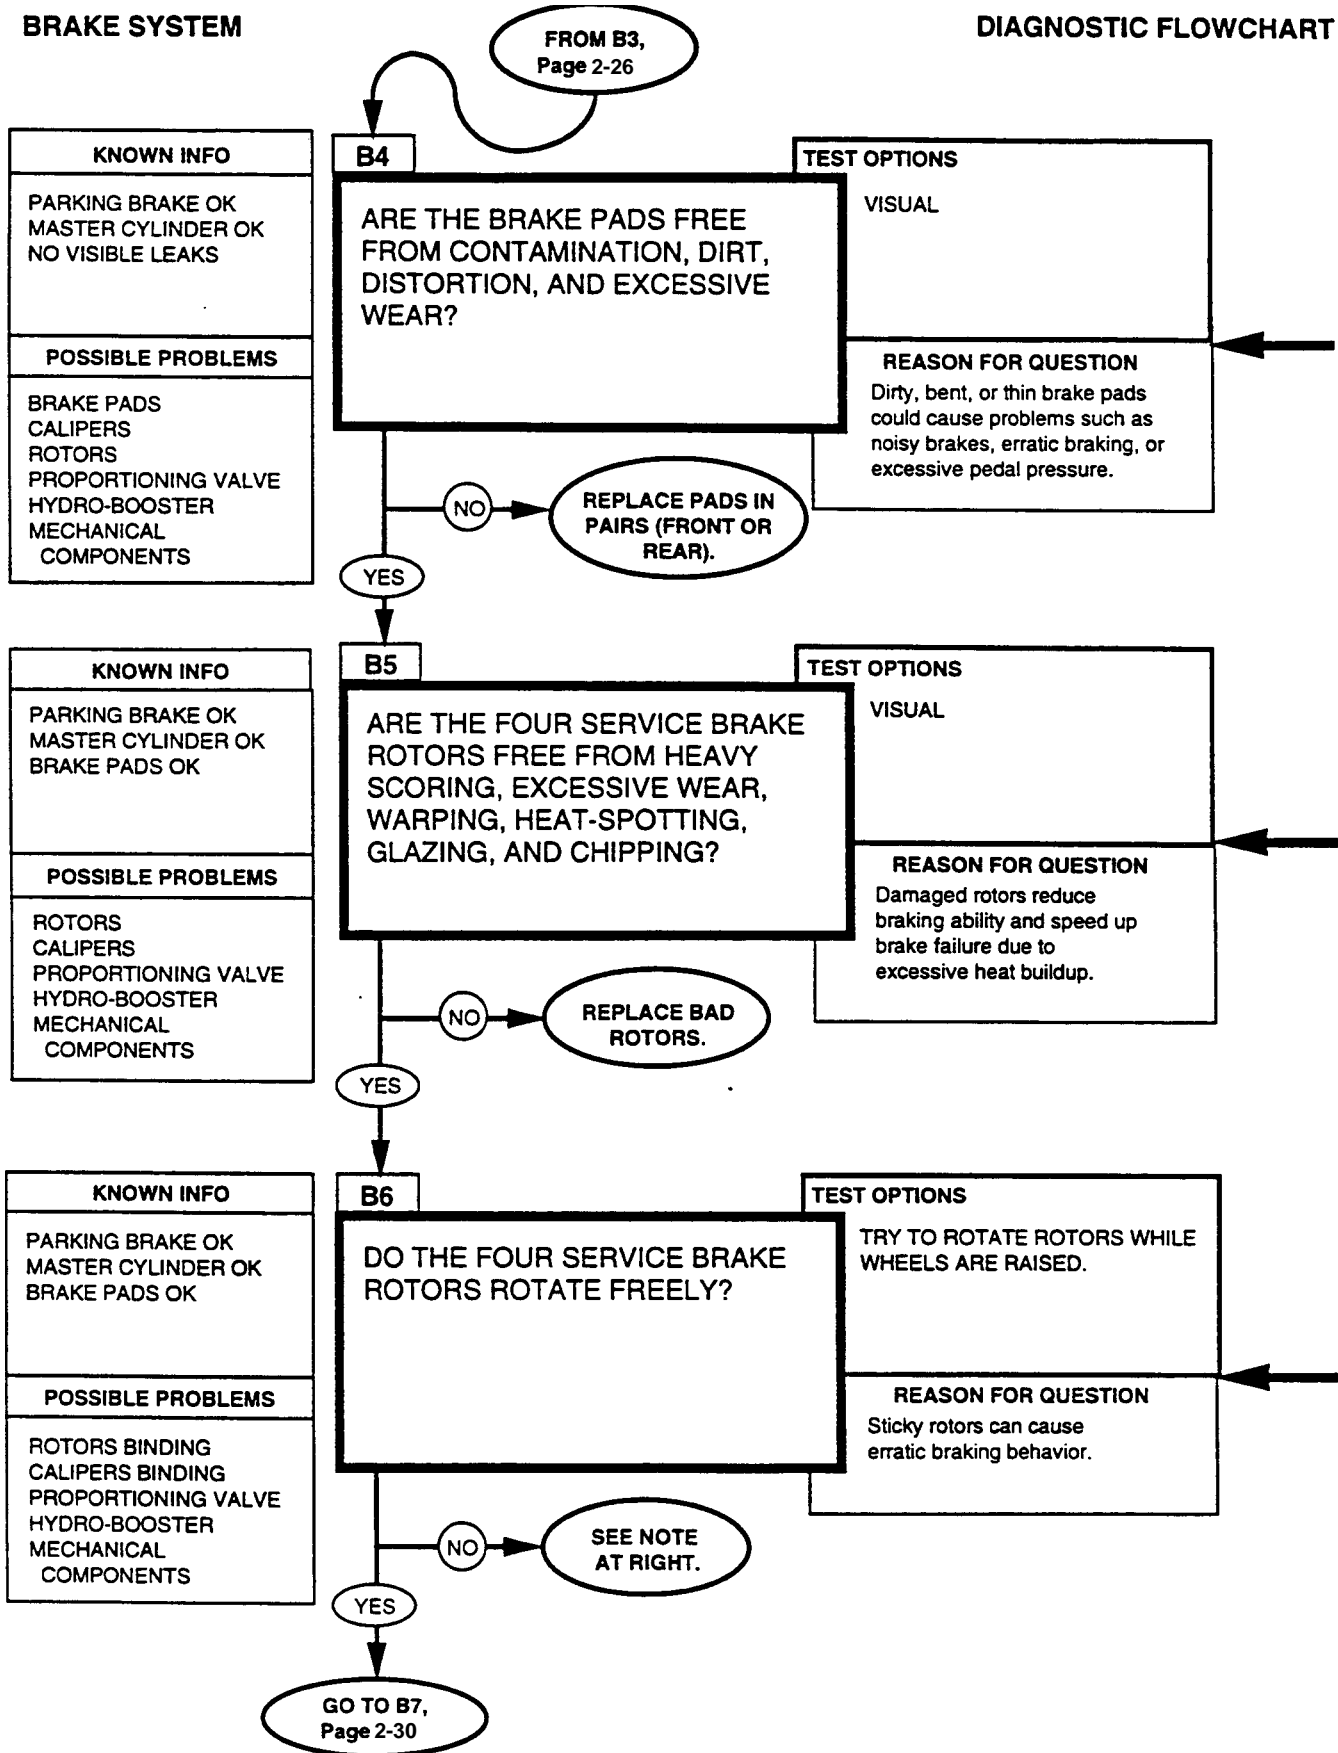 BRAKE SYSTEM
DIAGNOSTIC FLOWCHART
FROM B3,
Page 2-26
KNOWN INFO
PARKING BRAKE OK
MASTER CYLINDER OK
NO VISIBLE LEAKS
POSSIBLE PROBLEMS
BRAKE PADS
CALIPERS
ROTORS
PROPORTIONING VALVE
HYDRO-BOOSTER
MECHANICAL
COMPONENTS
B4
ARE THE BRAKE PADS FREE
FROM CONTAMINATION, DIRT,
DISTORTION, AND EXCESSIVE
WEAR?
TEST OPTIONS
VISUAL
REASON FOR QUESTION
Dirty, bent, or thin brake pads
could cause problems such as
noisy brakes, erratic braking, or
excessive pedal pressure.
NO
REPLACE PADS IN
PAIRS (FRONT OR
REAR).
YES
KNOWN INFO
PARKING BRAKE OK
MASTER CYLINDER OK
BRAKE PADS OK
POSSIBLE PROBLEMS
ROTORS
CALIPERS
PROPORTIONING VALVE
HYDRO-BOOSTER
MECHANICAL
COMPONENTS
B5
ARE THE FOUR SERVICE BRAKE
ROTORS FREE FROM HEAVY
SCORING, EXCESSIVE WEAR,
WARPING, HEAT-SPOTTING,
GLAZING, AND CHIPPING?
TEST OPTIONS
VISUAL
REASON FOR QUESTION
Damaged rotors reduce
braking ability and speed up
brake failure due to
excessive heat buildup.
NO
REPLACE BAD
ROTORS.
YES
KNOWN INFO
PARKING BRAKE OK
MASTER CYLINDER OK
BRAKE PADS OK
POSSIBLE PROBLEMS
ROTORS BINDING
CALIPERS BINDING
PROPORTIONING VALVE
HYDRO-BOOSTER
MECHANICAL
COMPONENTS
B6
DO THE FOUR SERVICE BRAKE
ROTORS ROTATE FREELY?
TEST OPTIONS
TRY TO ROTATE ROTORS WHILE
WHEELS ARE RAISED.
REASON FOR QUESTION
Sticky rotors can cause
erratic braking behavior.
NO
SEE NOTE
AT RIGHT.
YES
GO TO B7,
Page 2-30